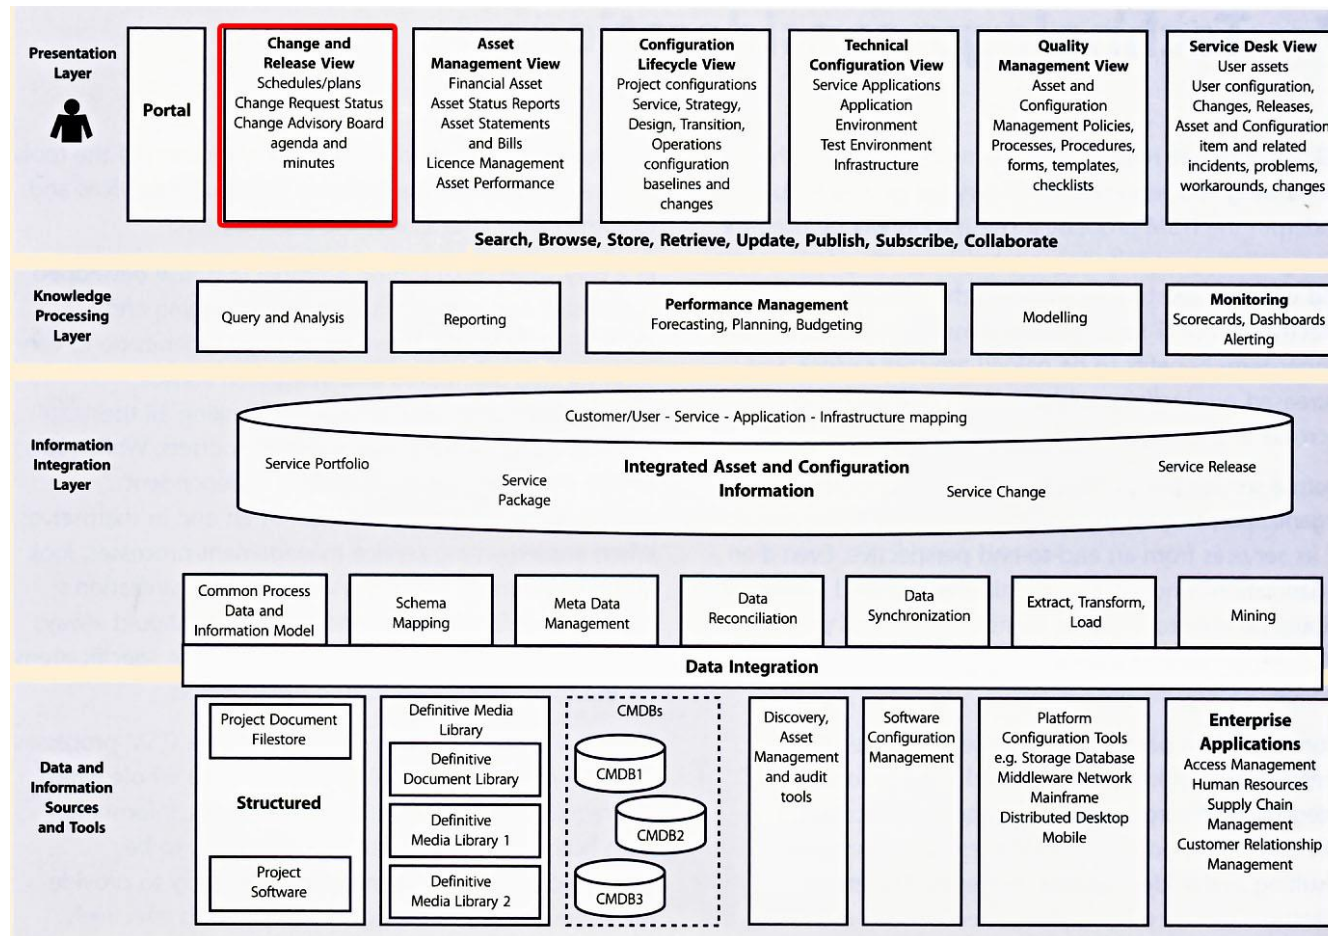 Presentation
Layer
Portal
Change and
Release View
Schedules/plans
Change Request Status
Change Advisory Board
agenda and
minutes
Asset
Management View
Financial Asset
Asset Status Reports
Asset Statements
and Bills
Licence Management
Asset Performance
Configuration
Lifecycle View
Project configurations
Service, Strategy,
Design, Transition,
Operations
configuration
baselines and
changes
Technical
Configuration View
Service Applications
Application
Environment
Test Environment
Infrastructure
Quality
Management View
Asset and
Configuration
Management Policies,
Processes, Procedures,
forms, templates,
checklists
Service Desk View
User assets
User configuration,
Changes, Releases,
Asset and Configuration
item and related
incidents, problems,
workarounds, changes
Search, Browse, Store, Retrieve, Update, Publish, Subscribe, Collaborate
Knowledge
Processing
Layer
Query and Analysis
Reporting
Performance Management
Forecasting, Planning, Budgeting
Modelling
Monitoring
Scorecards, Dashboards
Alerting
Information
Integration
Layer
Customer/User - Service - Application - Infrastructure mapping
Service Portfolio
Service
Package
Integrated Asset and Configuration
Information
Service Change
Service Release
Common Process
Data and
Information Model
Schema
Mapping
Meta Data
Management
Data
Reconciliation
Data
Synchronization
Extract, Transform,
Load
Mining
Data Integration
Data and
Information
Sources
and Tools
Project Document
Filestore
Structured
Project
Software
Definitive Media
Library
Definitive
Document Library
Definitive
Media Library 1
Definitive
Media Library 2
CMDBs
CMDB1
CMDB2
CMDB3
Discovery,
Asset
Management
and audit
tools
Software
Configuration
Management
Platform
Configuration Tools
e.g. Storage Database
Middleware Network
Mainframe
Distributed Desktop
Mobile
Enterprise
Applications
Access Management
Human Resources
Supply Chain
Management
Customer Relationship
Management